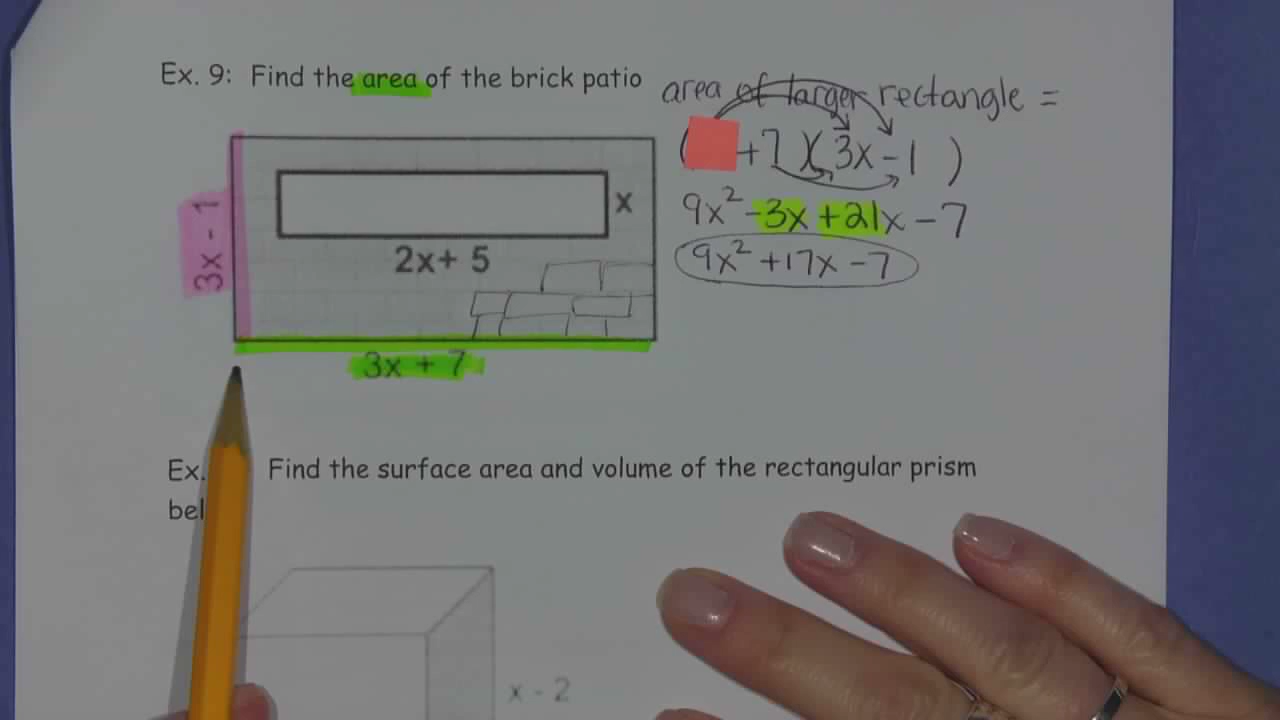 Ex. 9: Find the area of the brick patio
area of larger rectangle =
( +7)(3x-1)
9x² -3x +21x -7
9x² +17x -7
3x - 1
x
2x+ 5
3x + 7
Ex. Find the surface area and volume of the rectangular prism
bel
x - 2